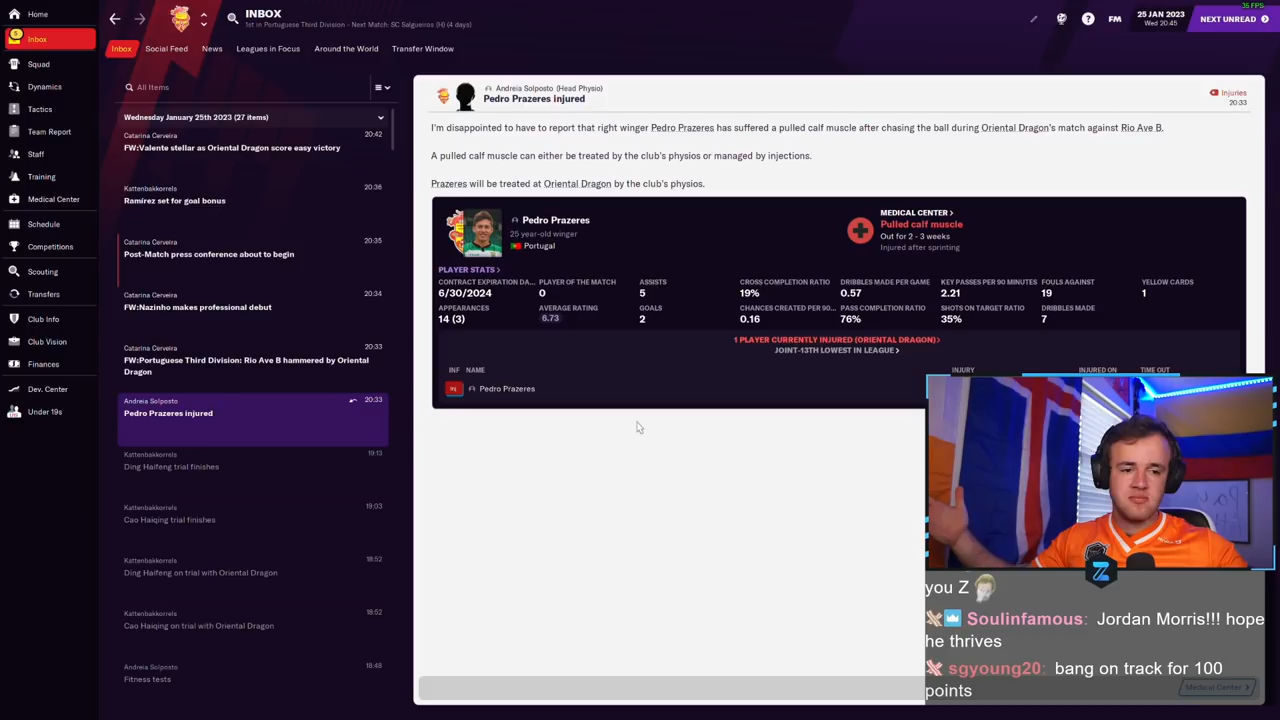 Home
Inbox
5
Squad
Dynamics
Tactics
Team Report
Staff
Training
Medical Center
Schedule
Competitions
Scouting
Transfers
Club Info
Club Vision
Finances
Dev. Center
Under 19s
INBOX
1st in Portuguese Third Division - Next Match: SC Salgueiros (H) (4 days)
35 FPS
FM
25 JAN 2023
Wed 20:45
NEXT UNREAD
Inbox
Social Feed
News
Leagues in Focus
Around the World
Transfer Window
All Items
Wednesday January 25th 2023 (27 items)
Catarina Cerveira 20:42
FW:Valente stellar as Oriental Dragon score easy victory
Kattenbakkorrels 20:36
Ramírez set for goal bonus
Catarina Cerveira 20:35
Post-Match press conference about to begin
Catarina Cerveira 20:34
FW:Nazinho makes professional debut
Catarina Cerveira 20:33
FW:Portuguese Third Division: Rio Ave B hammered by Oriental
Dragon
Andreia Solposto 20:33
Pedro Prazeres injured
Kattenbakkorrels 19:13
Ding Haifeng trial finishes
Kattenbakkorrels 19:03
Cao Haiqing trial finishes
Kattenbakkorrels 18:52
Ding Haifeng on trial with Oriental Dragon
Kattenbakkorrels 18:52
Cao Haiqing on trial with Oriental Dragon
Andreia Solposto 18:48
Fitness tests
Andreia Solposto (Head Physio)
Pedro Prazeres injured
Injuries
20:33
I'm disappointed to have to report that right winger Pedro Prazeres has suffered a pulled calf muscle after chasing the ball during Oriental Dragon's match against Rio Ave B.
A pulled calf muscle can either be treated by the club's physios or managed by injections.
Prazeres will be treated at Oriental Dragon by the club's physios.
Pedro Prazeres
25 year-old winger
Portugal
MEDICAL CENTER >
Pulled calf muscle
Out for 2 - 3 weeks
Injured after sprinting
PLAYER STATS >
CONTRACT EXPIRATION DA... PLAYER OF THE MATCH ASSISTS CROSS COMPLETION RATIO DRIBBLES MADE PER GAME KEY PASSES PER 90 MINUTES FOULS AGAINST YELLOW CARDS
6/30/2024 0 5 19% 0.57 2.21 19 1
APPEARANCES AVERAGE RATING GOALS CHANCES CREATED PER 90... PASS COMPLETION RATIO SHOTS ON TARGET RATIO DRIBBLES MADE
14 (3) 6.73 2 0.16 76% 35% 7
1 PLAYER CURRENTLY INJURED (ORIENTAL DRAGON)>
JOINT-13TH LOWEST IN LEAGUE >
INF NAME INJURY INJURED ON TIME OUT
Inj Pedro Prazeres
you Z
Soulinfamous: Jordan Morris!!! hope
he thrives
sgyoung20: bang on track for 100
points
Medical Center >